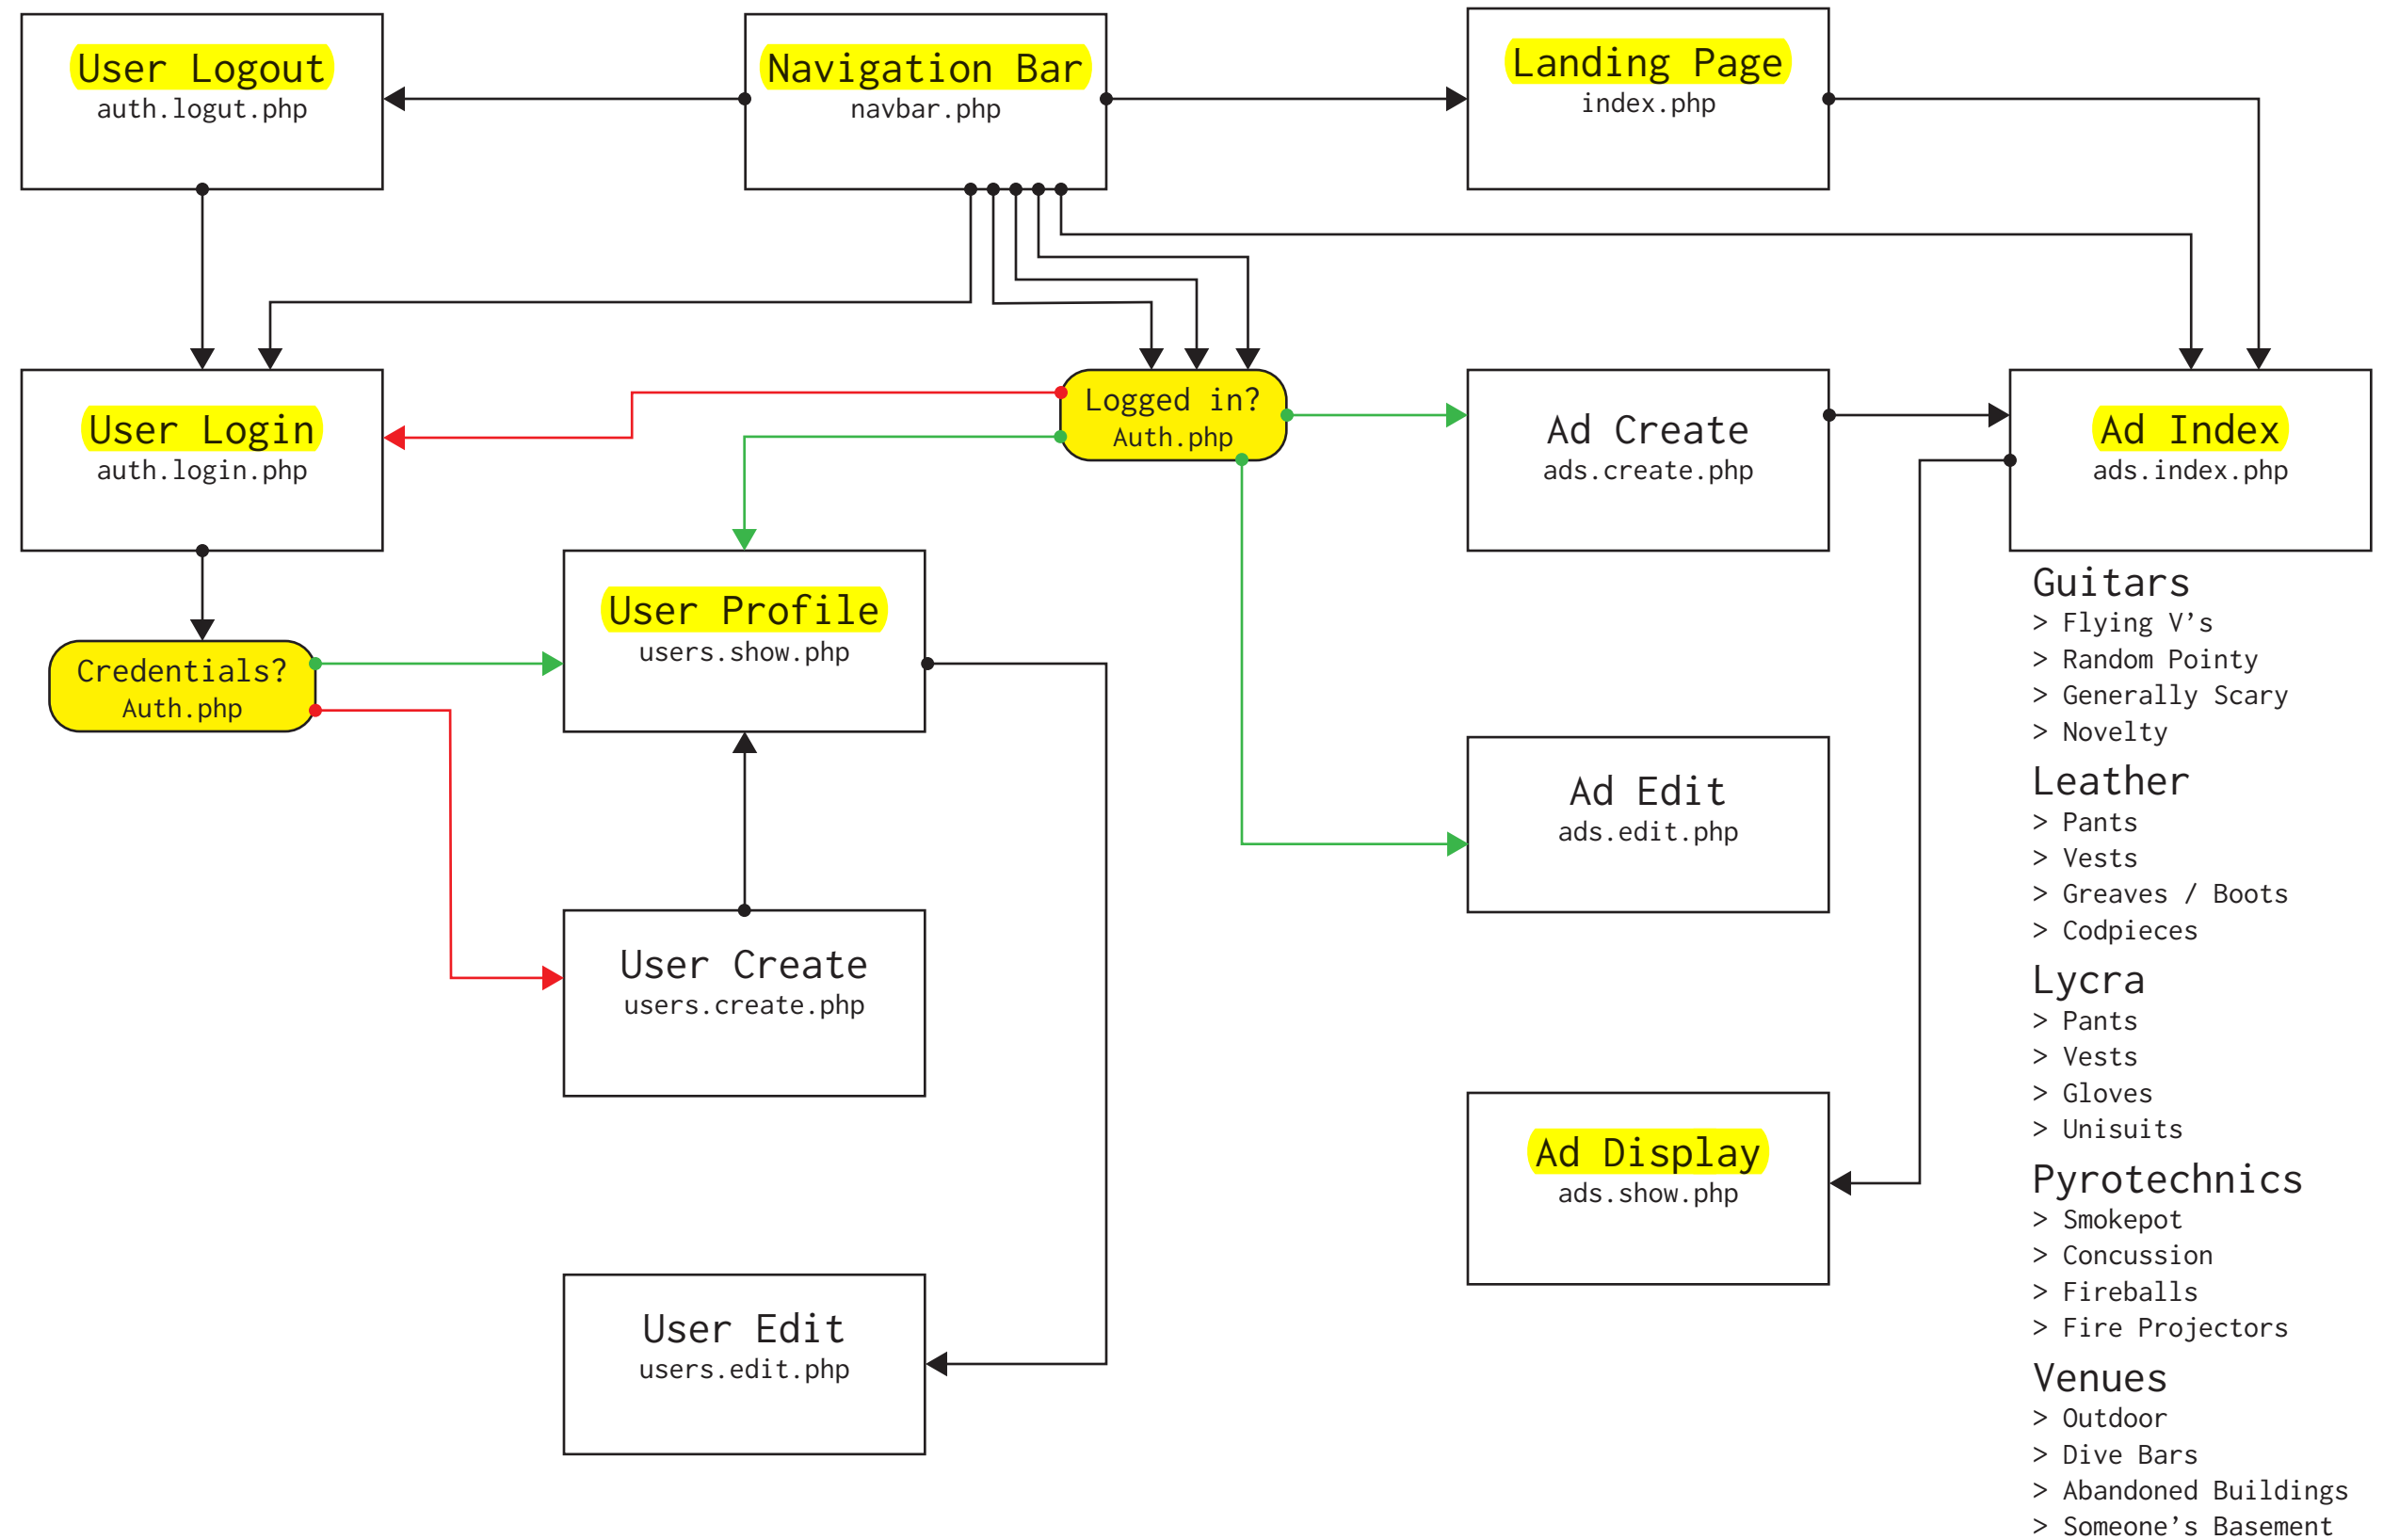 User Logout
auth.logut.php
Navigation Bar
navbar.php
Landing Page
index.php
User Login
auth.login.php
Logged in?
Auth.php
Ad Create
ads.create.php
Ad Index
ads.index.php
User Profile
users.show.php
Credentials?
Auth.php
Ad Edit
ads.edit.php
User Create
users.create.php
Ad Display
ads.show.php
User Edit
users.edit.php
Guitars
> Flying V’s
> Random Pointy
> Generally Scary
> Novelty
Leather
> Pants
> Vests
> Greaves / Boots
> Codpieces
Lycra
> Pants
> Vests
> Gloves
> Unisuits
Pyrotechnics
> Smokepot
> Concussion
> Fireballs
> Fire Projectors
Venues
> Outdoor
> Dive Bars
> Abandoned Buildings
> Someone’s Basement